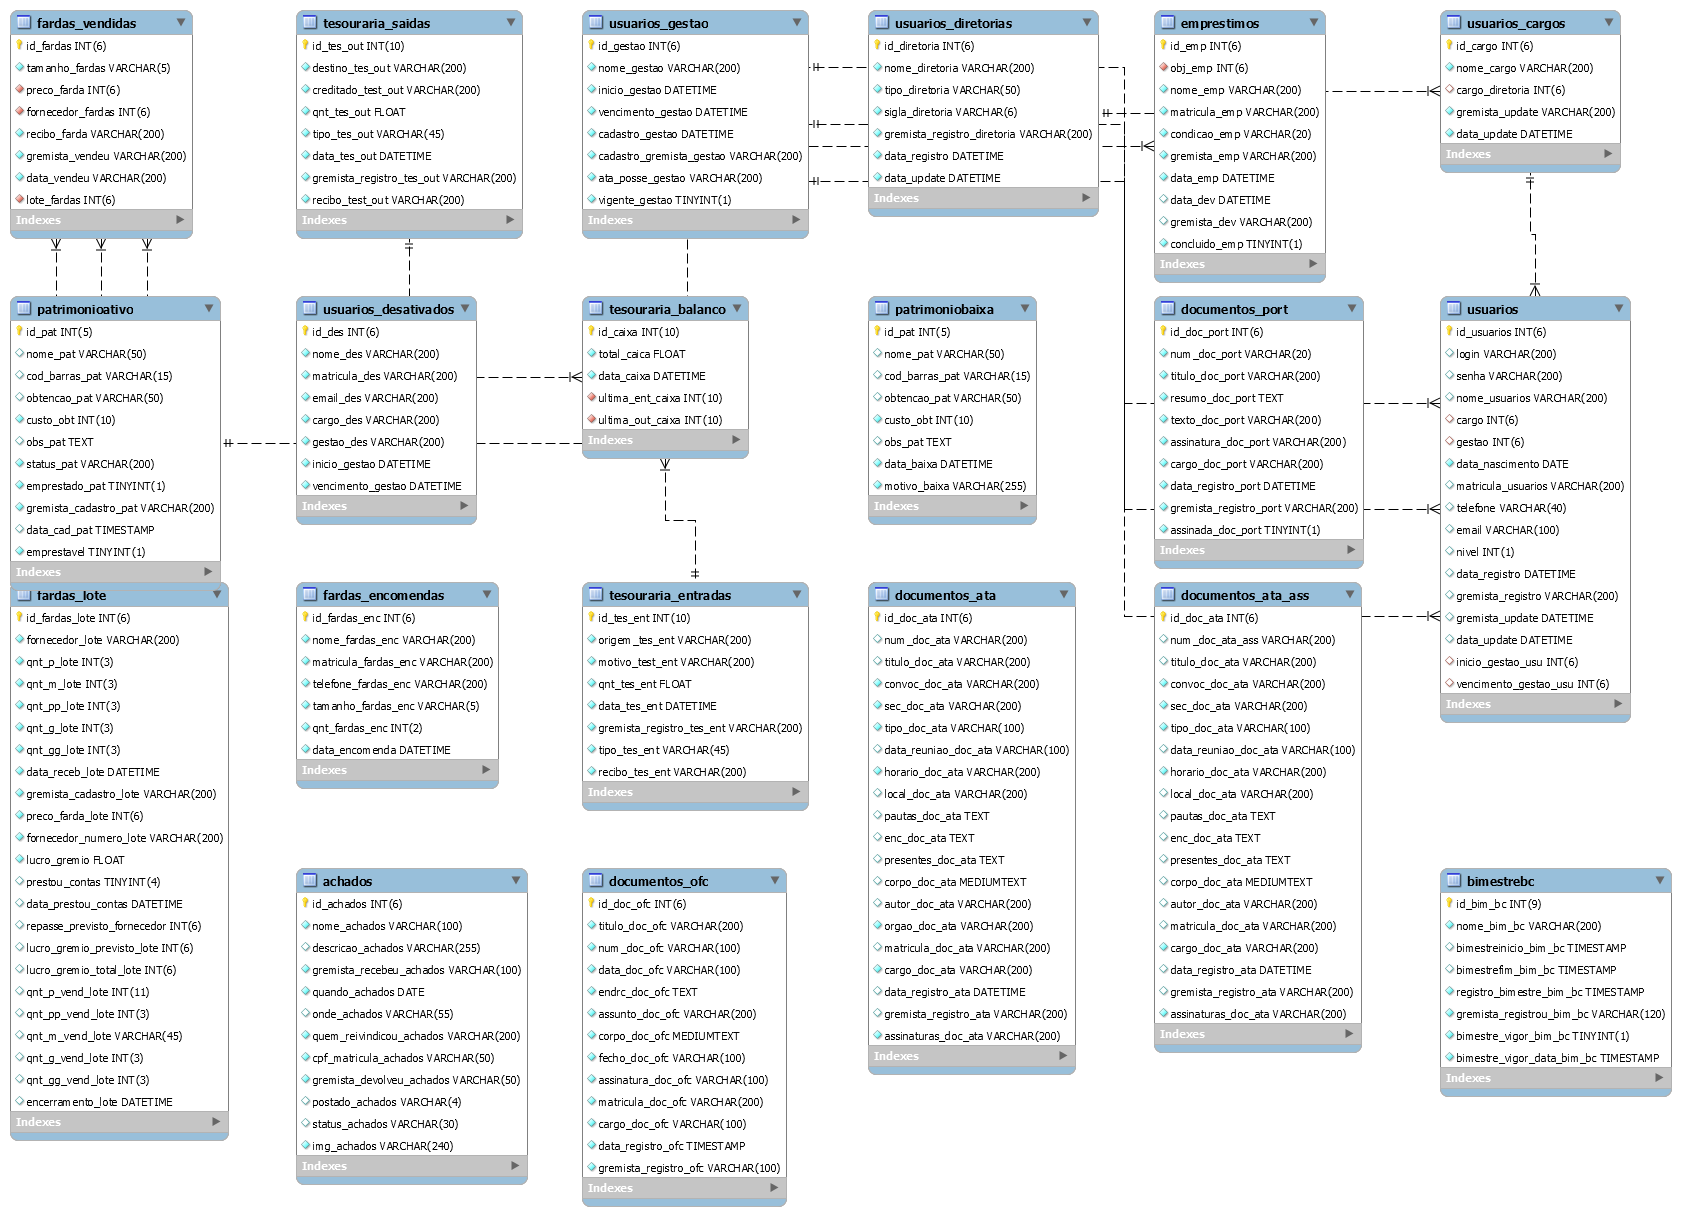 fardas_vendidas
id_fardas INT(6)
tamanho_fardas VARCHAR(5)
preco_farda INT(6)
fornecedor_fardas INT(6)
recibo_farda VARCHAR(200)
gremista_vendeu VARCHAR(200)
data_vendeu VARCHAR(200)
lote_fardas INT(6)
Indexes
tesouraria_saidas
id_tes_out INT(10)
destino_tes_out VARCHAR(200)
creditado_test_out VARCHAR(200)
qnt_tes_out FLOAT
tipo_tes_out VARCHAR(45)
data_tes_out DATETIME
gremista_registro_tes_out VARCHAR(200)
recibo_test_out VARCHAR(200)
Indexes
usuarios_gestao
id_gestao INT(6)
nome_gestao VARCHAR(200)
inicio_gestao DATETIME
vencimento_gestao DATETIME
cadastro_gestao DATETIME
cadastro_gremista_gestao VARCHAR(200)
ata_posse_gestao VARCHAR(200)
vigente_gestao TINYINT(1)
Indexes
usuarios_diretorias
id_diretoria INT(6)
nome_diretoria VARCHAR(200)
tipo_diretoria VARCHAR(50)
sigla_diretoria VARCHAR(6)
gremista_registro_diretoria VARCHAR(200)
data_registro DATETIME
data_update DATETIME
Indexes
emprestimos
id_emp INT(6)
obj_emp INT(6)
nome_emp VARCHAR(200)
matricula_emp VARCHAR(200)
condicao_emp VARCHAR(20)
gremista_emp VARCHAR(200)
data_emp DATETIME
data_dev DATETIME
gremista_dev VARCHAR(200)
concluido_emp TINYINT(1)
Indexes
usuarios_cargos
id_cargo INT(6)
nome_cargo VARCHAR(200)
cargo_diretoria INT(6)
gremista_update VARCHAR(200)
data_update DATETIME
Indexes
patrimonioativo
id_pat INT(5)
nome_pat VARCHAR(50)
cod_barras_pat VARCHAR(15)
obtencao_pat VARCHAR(50)
custo_obt INT(10)
obs_pat TEXT
status_pat VARCHAR(200)
emprestado_pat TINYINT(1)
gremista_cadastro_pat VARCHAR(200)
data_cad_pat TIMESTAMP
emprestavel TINYINT(1)
Indexes
usuarios_desativados
id_des INT(6)
nome_des VARCHAR(200)
matricula_des VARCHAR(200)
email_des VARCHAR(200)
cargo_des VARCHAR(200)
gestao_des VARCHAR(200)
inicio_gestao DATETIME
vencimento_gestao DATETIME
Indexes
tesouraria_balanco
id_caixa INT(10)
total_caica FLOAT
data_caixa DATETIME
ultima_ent_caixa INT(10)
ultima_out_caixa INT(10)
Indexes
patrimoniobaixa
id_pat INT(5)
nome_pat VARCHAR(50)
cod_barras_pat VARCHAR(15)
obtencao_pat VARCHAR(50)
custo_obt INT(10)
obs_pat TEXT
data_baixa DATETIME
motivo_baixa VARCHAR(255)
Indexes
documentos_port
id_doc_port INT(6)
num_doc_port VARCHAR(20)
titulo_doc_port VARCHAR(200)
resumo_doc_port TEXT
texto_doc_port VARCHAR(200)
assinatura_doc_port VARCHAR(200)
cargo_doc_port VARCHAR(200)
data_registro_port DATETIME
gremista_registro_port VARCHAR(200)
assinada_doc_port TINYINT(1)
Indexes
usuarios
id_usuarios INT(6)
login VARCHAR(200)
senha VARCHAR(200)
nome_usuarios VARCHAR(200)
cargo INT(6)
gestao INT(6)
data_nascimento DATE
matricula_usuarios VARCHAR(200)
telefone VARCHAR(40)
email VARCHAR(100)
nivel INT(1)
data_registro DATETIME
gremista_registro VARCHAR(200)
gremista_update DATETIME
data_update DATETIME
inicio_gestao_usu INT(6)
vencimento_gestao_usu INT(6)
Indexes
fardas_lote
id_fardas_lote INT(6)
fornecedor_lote VARCHAR(200)
qnt_p_lote INT(3)
qnt_m_lote INT(3)
qnt_pp_lote INT(3)
qnt_g_lote INT(3)
qnt_gg_lote INT(3)
data_receb_lote DATETIME
gremista_cadastro_lote VARCHAR(200)
preco_farda_lote INT(6)
fornecedor_numero_lote VARCHAR(200)
lucro_gremio FLOAT
prestou_contas TINYINT(4)
data_prestou_contas DATETIME
repasse_previsto_fornecedor INT(6)
lucro_gremio_previsto_lote INT(6)
lucro_gremio_total_lote INT(6)
qnt_p_vend_lote INT(11)
qnt_pp_vend_lote INT(3)
qnt_m_vend_lote VARCHAR(45)
qnt_g_vend_lote INT(3)
qnt_gg_vend_lote INT(3)
encerramento_lote DATETIME
Indexes
fardas_encomendas
id_fardas_enc INT(6)
nome_fardas_enc VARCHAR(200)
matricula_fardas_enc VARCHAR(200)
telefone_fardas_enc VARCHAR(200)
tamanho_fardas_enc VARCHAR(5)
qnt_fardas_enc INT(2)
data_encomenda DATETIME
Indexes
tesouraria_entradas
id_tes_ent INT(10)
origem_tes_ent VARCHAR(200)
motivo_test_ent VARCHAR(200)
qnt_tes_ent FLOAT
data_tes_ent DATETIME
gremista_registro_tes_ent VARCHAR(200)
tipo_tes_ent VARCHAR(45)
recibo_tes_ent VARCHAR(200)
Indexes
documentos_ata
id_doc_ata INT(6)
num_doc_ata VARCHAR(200)
titulo_doc_ata VARCHAR(200)
convoc_doc_ata VARCHAR(200)
sec_doc_ata VARCHAR(200)
tipo_doc_ata VARCHAR(100)
data_reuniao_doc_ata VARCHAR(100)
horario_doc_ata VARCHAR(200)
local_doc_ata VARCHAR(200)
pautas_doc_ata TEXT
enc_doc_ata TEXT
presentes_doc_ata TEXT
corpo_doc_ata MEDIUMTEXT
autor_doc_ata VARCHAR(200)
orgao_doc_ata VARCHAR(200)
matricula_doc_ata VARCHAR(200)
cargo_doc_ata VARCHAR(200)
data_registro_ata DATETIME
gremista_registro_ata VARCHAR(200)
assinaturas_doc_ata VARCHAR(200)
Indexes
documentos_ata_ass
id_doc_ata INT(6)
num_doc_ata_ass VARCHAR(200)
titulo_doc_ata VARCHAR(200)
convoc_doc_ata VARCHAR(200)
sec_doc_ata VARCHAR(200)
tipo_doc_ata VARCHAR(100)
data_reuniao_doc_ata VARCHAR(100)
horario_doc_ata VARCHAR(200)
local_doc_ata VARCHAR(200)
pautas_doc_ata TEXT
enc_doc_ata TEXT
presentes_doc_ata TEXT
corpo_doc_ata MEDIUMTEXT
autor_doc_ata VARCHAR(200)
matricula_doc_ata VARCHAR(200)
cargo_doc_ata VARCHAR(200)
data_registro_ata DATETIME
gremista_registro_ata VARCHAR(200)
assinaturas_doc_ata VARCHAR(200)
Indexes
achados
id_achados INT(6)
nome_achados VARCHAR(100)
descricao_achados VARCHAR(255)
gremista_recebeu_achados VARCHAR(100)
quando_achados DATE
onde_achados VARCHAR(55)
quem_reivindicou_achados VARCHAR(200)
cpf_matricula_achados VARCHAR(50)
gremista_devolveu_achados VARCHAR(50)
postado_achados VARCHAR(4)
status_achados VARCHAR(30)
img_achados VARCHAR(240)
Indexes
documentos_ofc
id_doc_ofc INT(6)
titulo_doc_ofc VARCHAR(200)
num_doc_ofc VARCHAR(100)
data_doc_ofc VARCHAR(100)
endrc_doc_ofc TEXT
assunto_doc_ofc VARCHAR(200)
corpo_doc_ofc MEDIUMTEXT
fecho_doc_ofc VARCHAR(100)
assinatura_doc_ofc VARCHAR(100)
matricula_doc_ofc VARCHAR(200)
cargo_doc_ofc VARCHAR(100)
data_registro_ofc TIMESTAMP
gremista_registro_ofc VARCHAR(100)
Indexes
bimestrebc
id_bim_bc INT(9)
nome_bim_bc VARCHAR(200)
bimestreinicio_bim_bc TIMESTAMP
bimestrefim_bim_bc TIMESTAMP
registro_bimestre_bim_bc TIMESTAMP
gremista_registrou_bim_bc VARCHAR(120)
bimestre_vigor_bim_bc TINYINT(1)
bimestre_vigor_data_bim_bc TIMESTAMP
Indexes